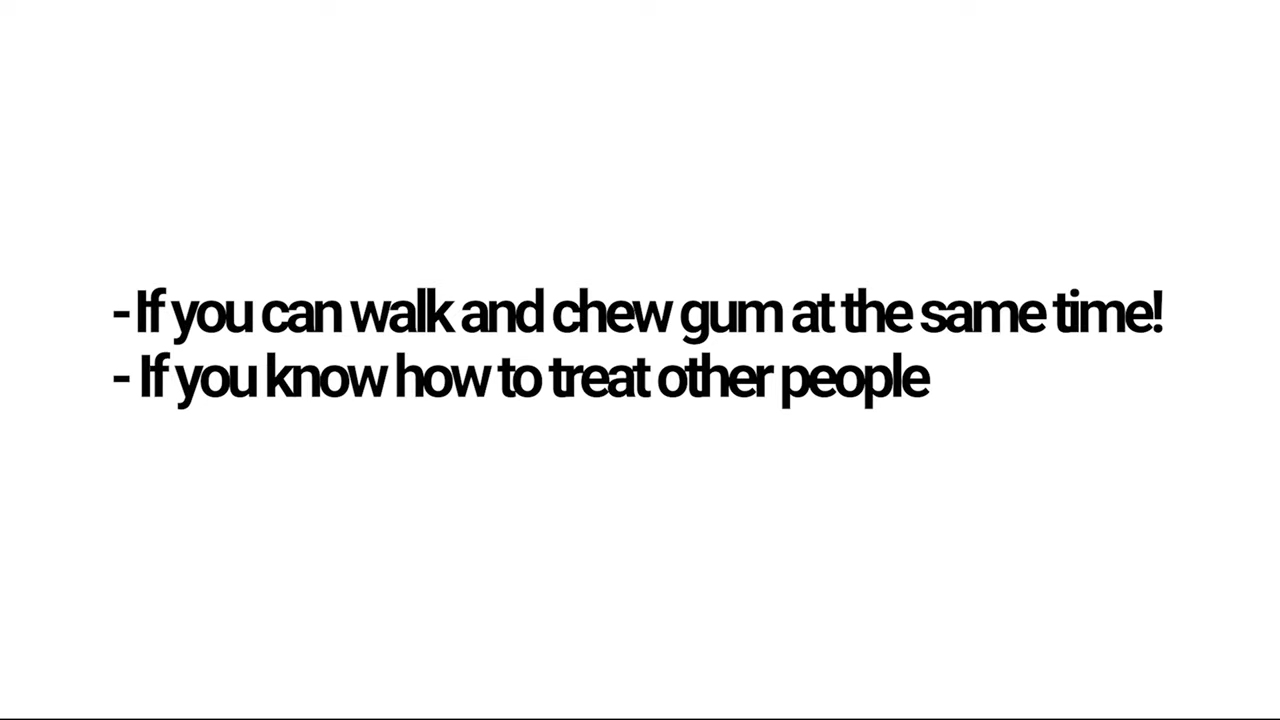 - If you can walk and chew gum at the same time!
- If you know how to treat other people